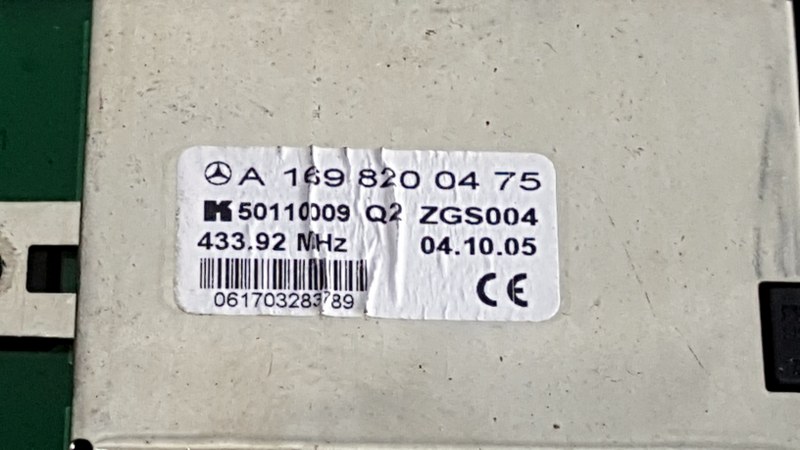 A 169 820 04 75
K 50110009 Q2 ZGS004
433.92 MHz 04.10.05
CE
061703283789